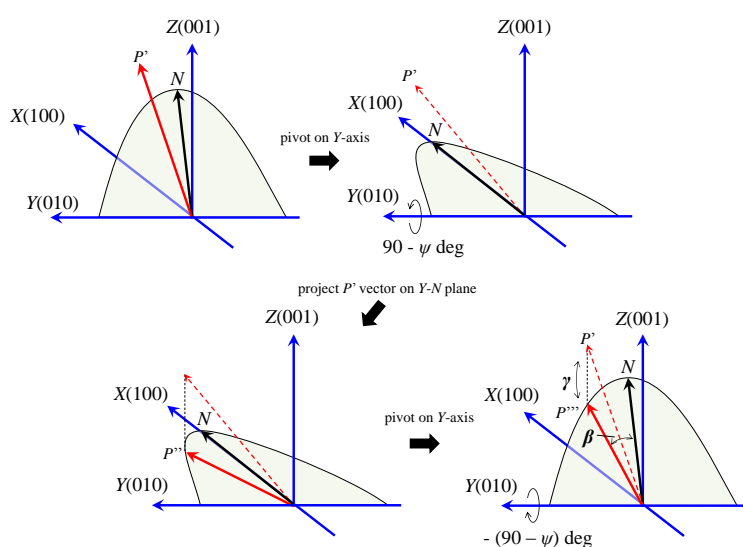 Z(001)
P'
N
X(100)
Y(010)
pivot on Y-axis
Z(001)
P'
X(100)
N
Y(010)
90 - ψ deg
project P' vector on Y-N plane
Z(001)
X(100)
N
P''
Y(010)
pivot on Y-axis
Z(001)
P'
N
γ
X(100)
P'''
β
Y(010)
- (90 – ψ) deg